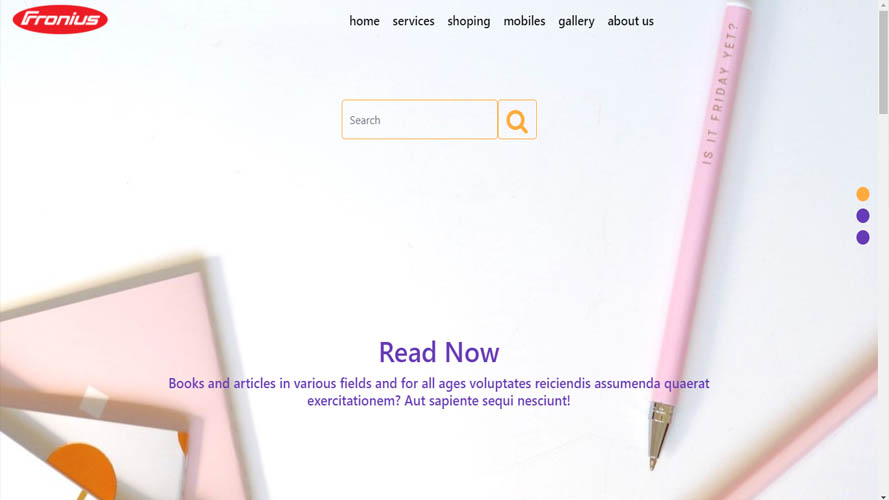 Fronius
home services shoping mobiles gallery about us
IS IT FRIDAY YET?
Search
Read Now
Books and articles in various fields and for all ages voluptates reiciendis assumenda quaerat
exercitationem? Aut sapiente sequi nesciunt!